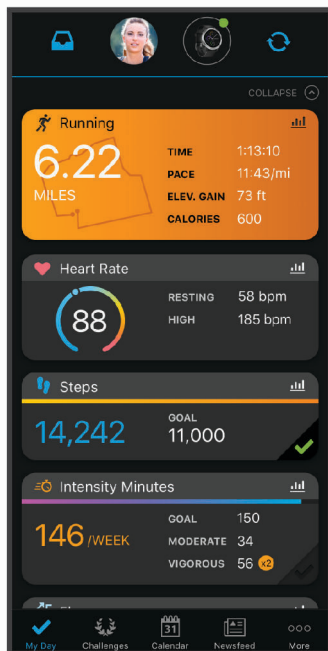 COLLAPSE
Running
6.22
MILES
TIME 1:13:10
PACE 11:43/mi
ELEV. GAIN 73 ft
CALORIES 600
Heart Rate
88
RESTING 58 bpm
HIGH 185 bpm
Steps
14,242
GOAL
11,000
Intensity Minutes
146 /WEEK
GOAL 150
MODERATE 34
VIGOROUS 56 x2
31
My Day Challenges Calendar Newsfeed More